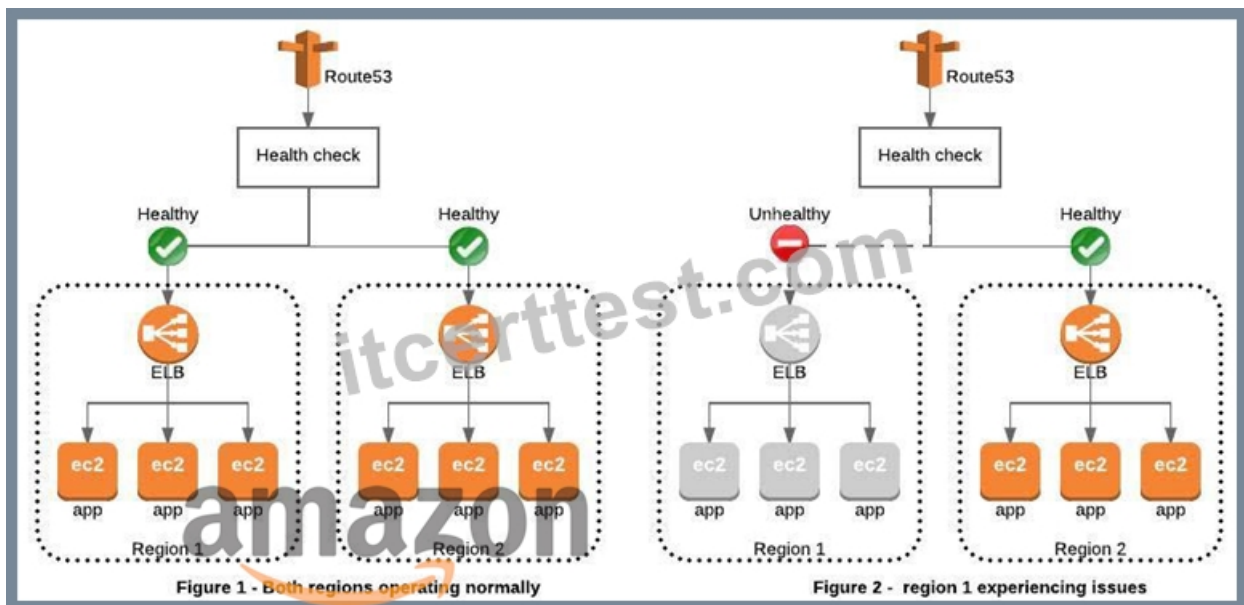 Route53
Health check
Healthy
Healthy
ELB
ELB
ec2
ec2
ec2
ec2
ec2
ec2
app
app
app
app
app
app
Region 1
Region 2
Figure 1 - Both regions operating normally
Route53
Health check
Unhealthy
Healthy
ELB
ELB
ec2
ec2
ec2
ec2
ec2
ec2
app
app
app
app
app
app
Region 1
Region 2
Figure 2 - region 1 experiencing issues
itcerttest.com
amazon